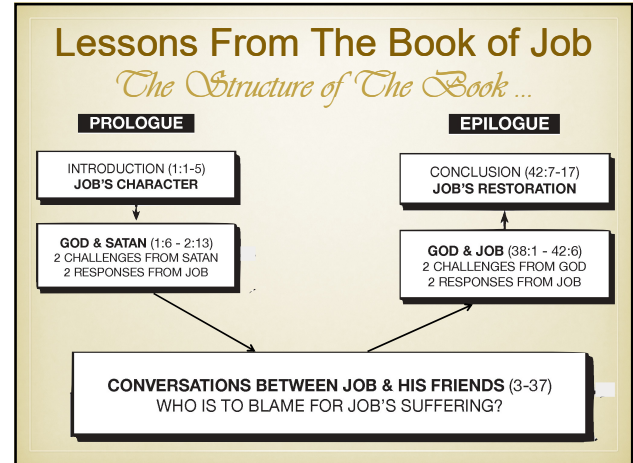 Lessons From The Book of Job
The Structure of The Book ...
PROLOGUE
INTRODUCTION (1:1-5)
JOB'S CHARACTER
GOD & SATAN (1:6 - 2:13)
2 CHALLENGES FROM SATAN
2 RESPONSES FROM JOB
CONVERSATIONS BETWEEN JOB & HIS FRIENDS (3-37)
WHO IS TO BLAME FOR JOB'S SUFFERING?
EPILOGUE
CONCLUSION (42:7-17)
JOB'S RESTORATION
GOD & JOB (38:1 - 42:6)
2 CHALLENGES FROM GOD
2 RESPONSES FROM JOB